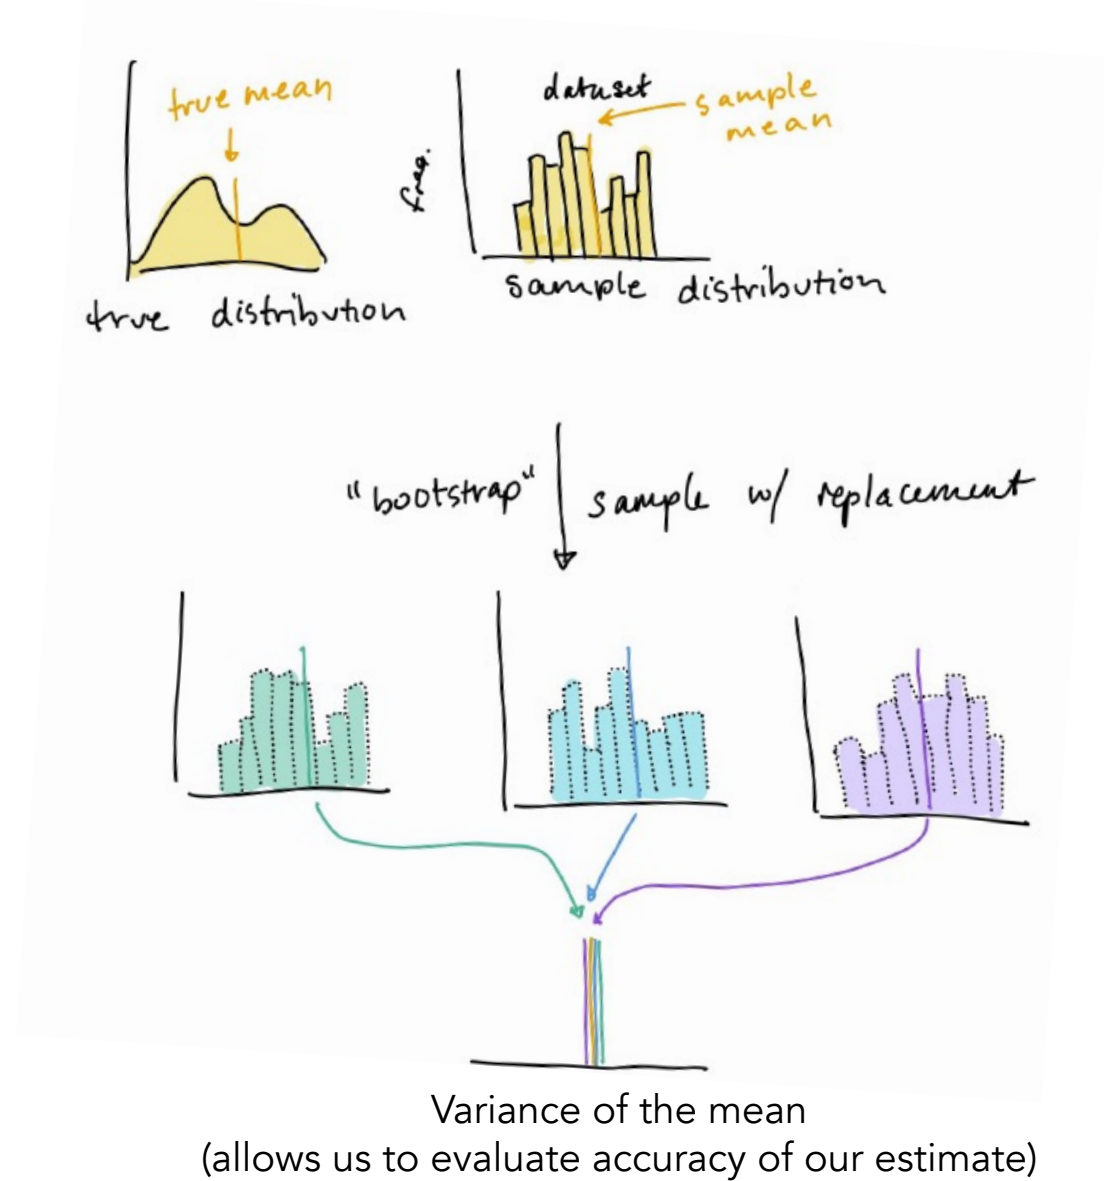 true mean
true distribution
dataset
sample
mean
freq.
sample distribution
"bootstrap"
sample w/ replacement
Variance of the mean
(allows us to evaluate accuracy of our estimate)